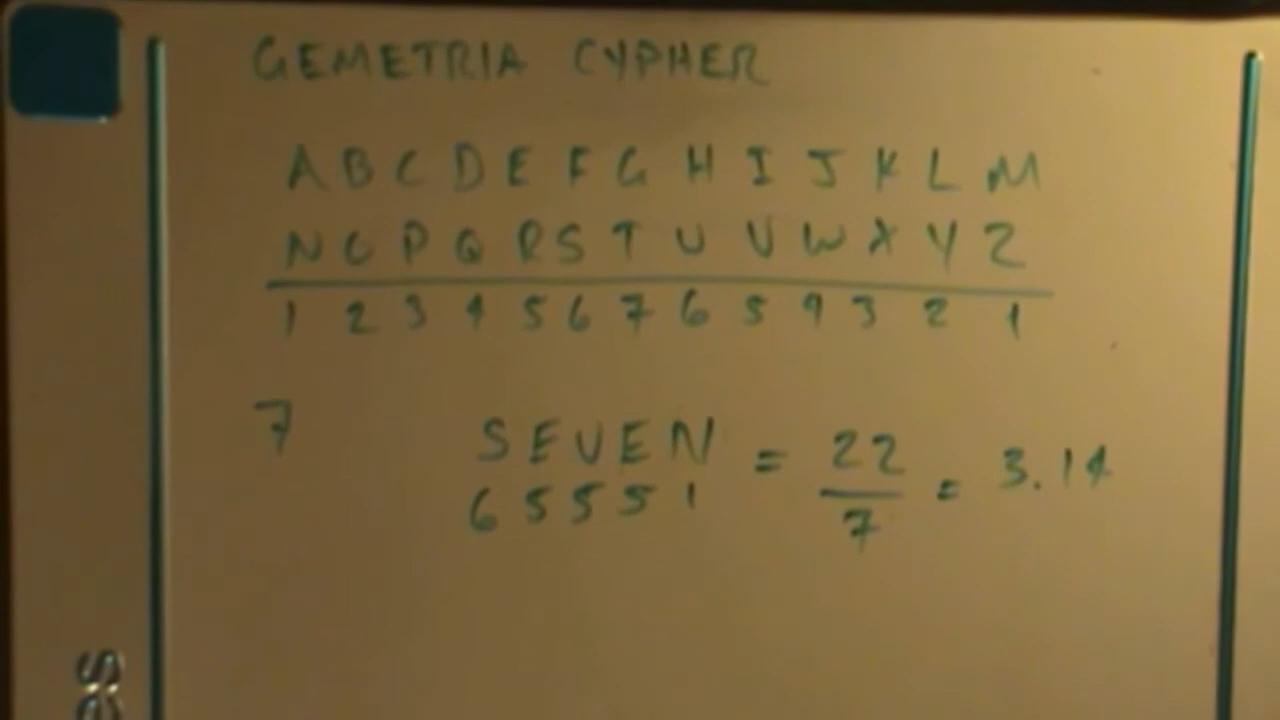 GEMETRIA CYPHER
A B C D E F G H I J K L M
N O P Q R S T U V W X Y Z
1 2 3 4 5 6 7 6 5 4 3 2 1
7 SEVEN = 22/7 = 3.14
6 5 5 5 1